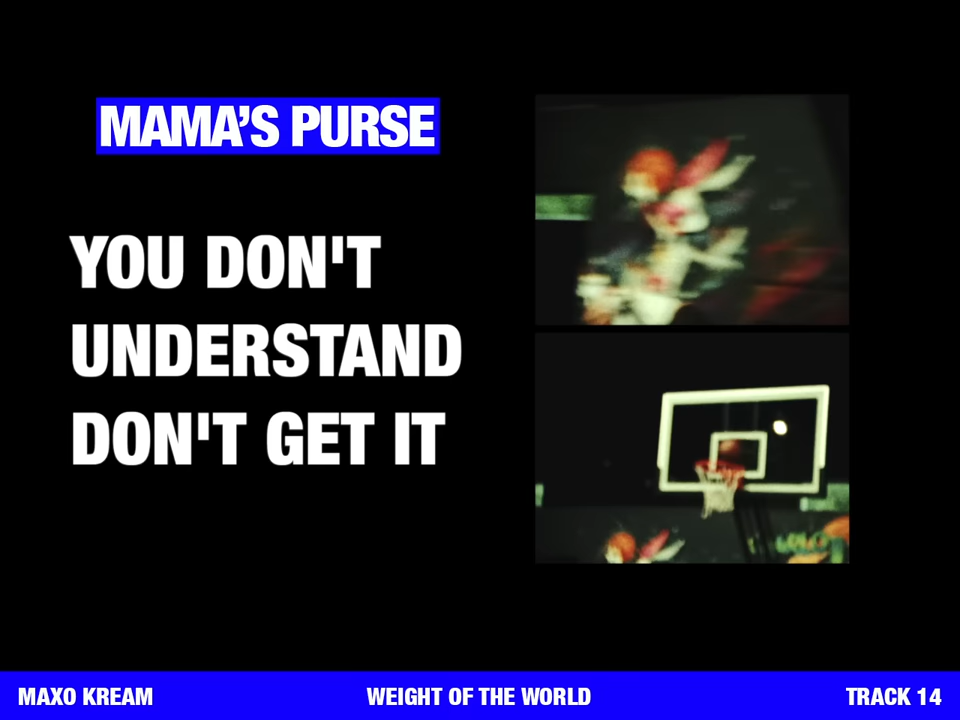 MAMA'S PURSE
YOU DON'T
UNDERSTAND
DON'T GET IT
MAXO KREAM
WEIGHT OF THE WORLD
TRACK 14